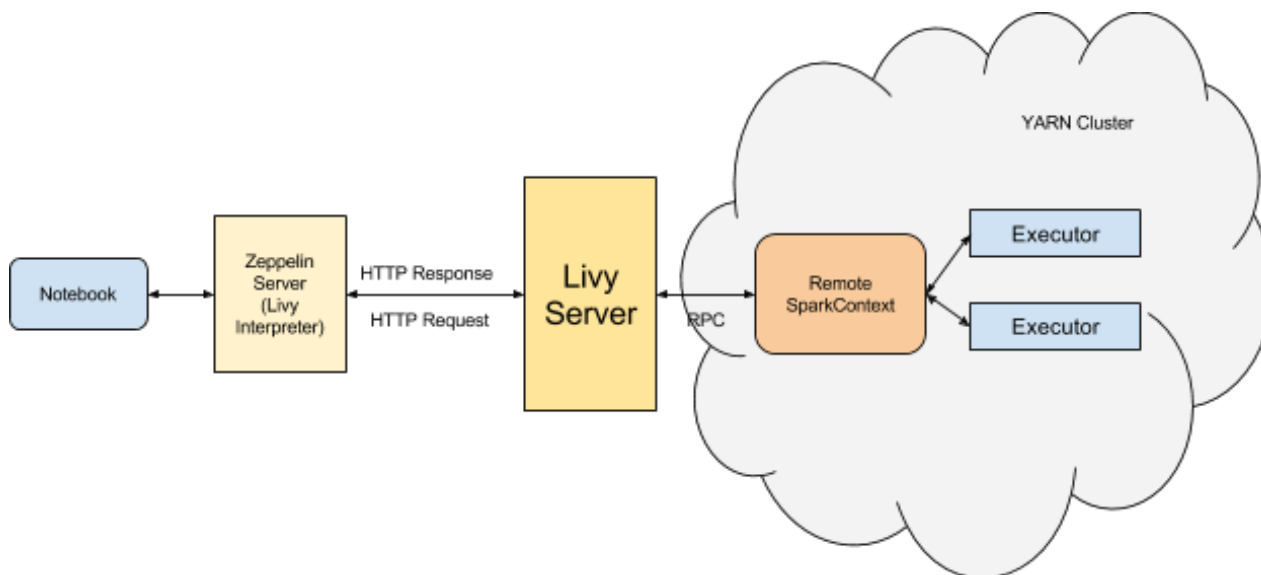 YARN Cluster
Notebook
Zeppelin
Server
(Livy
Interpreter)
HTTP Response
HTTP Request
Livy
Server
RPC
Remote
SparkContext
Executor
Executor